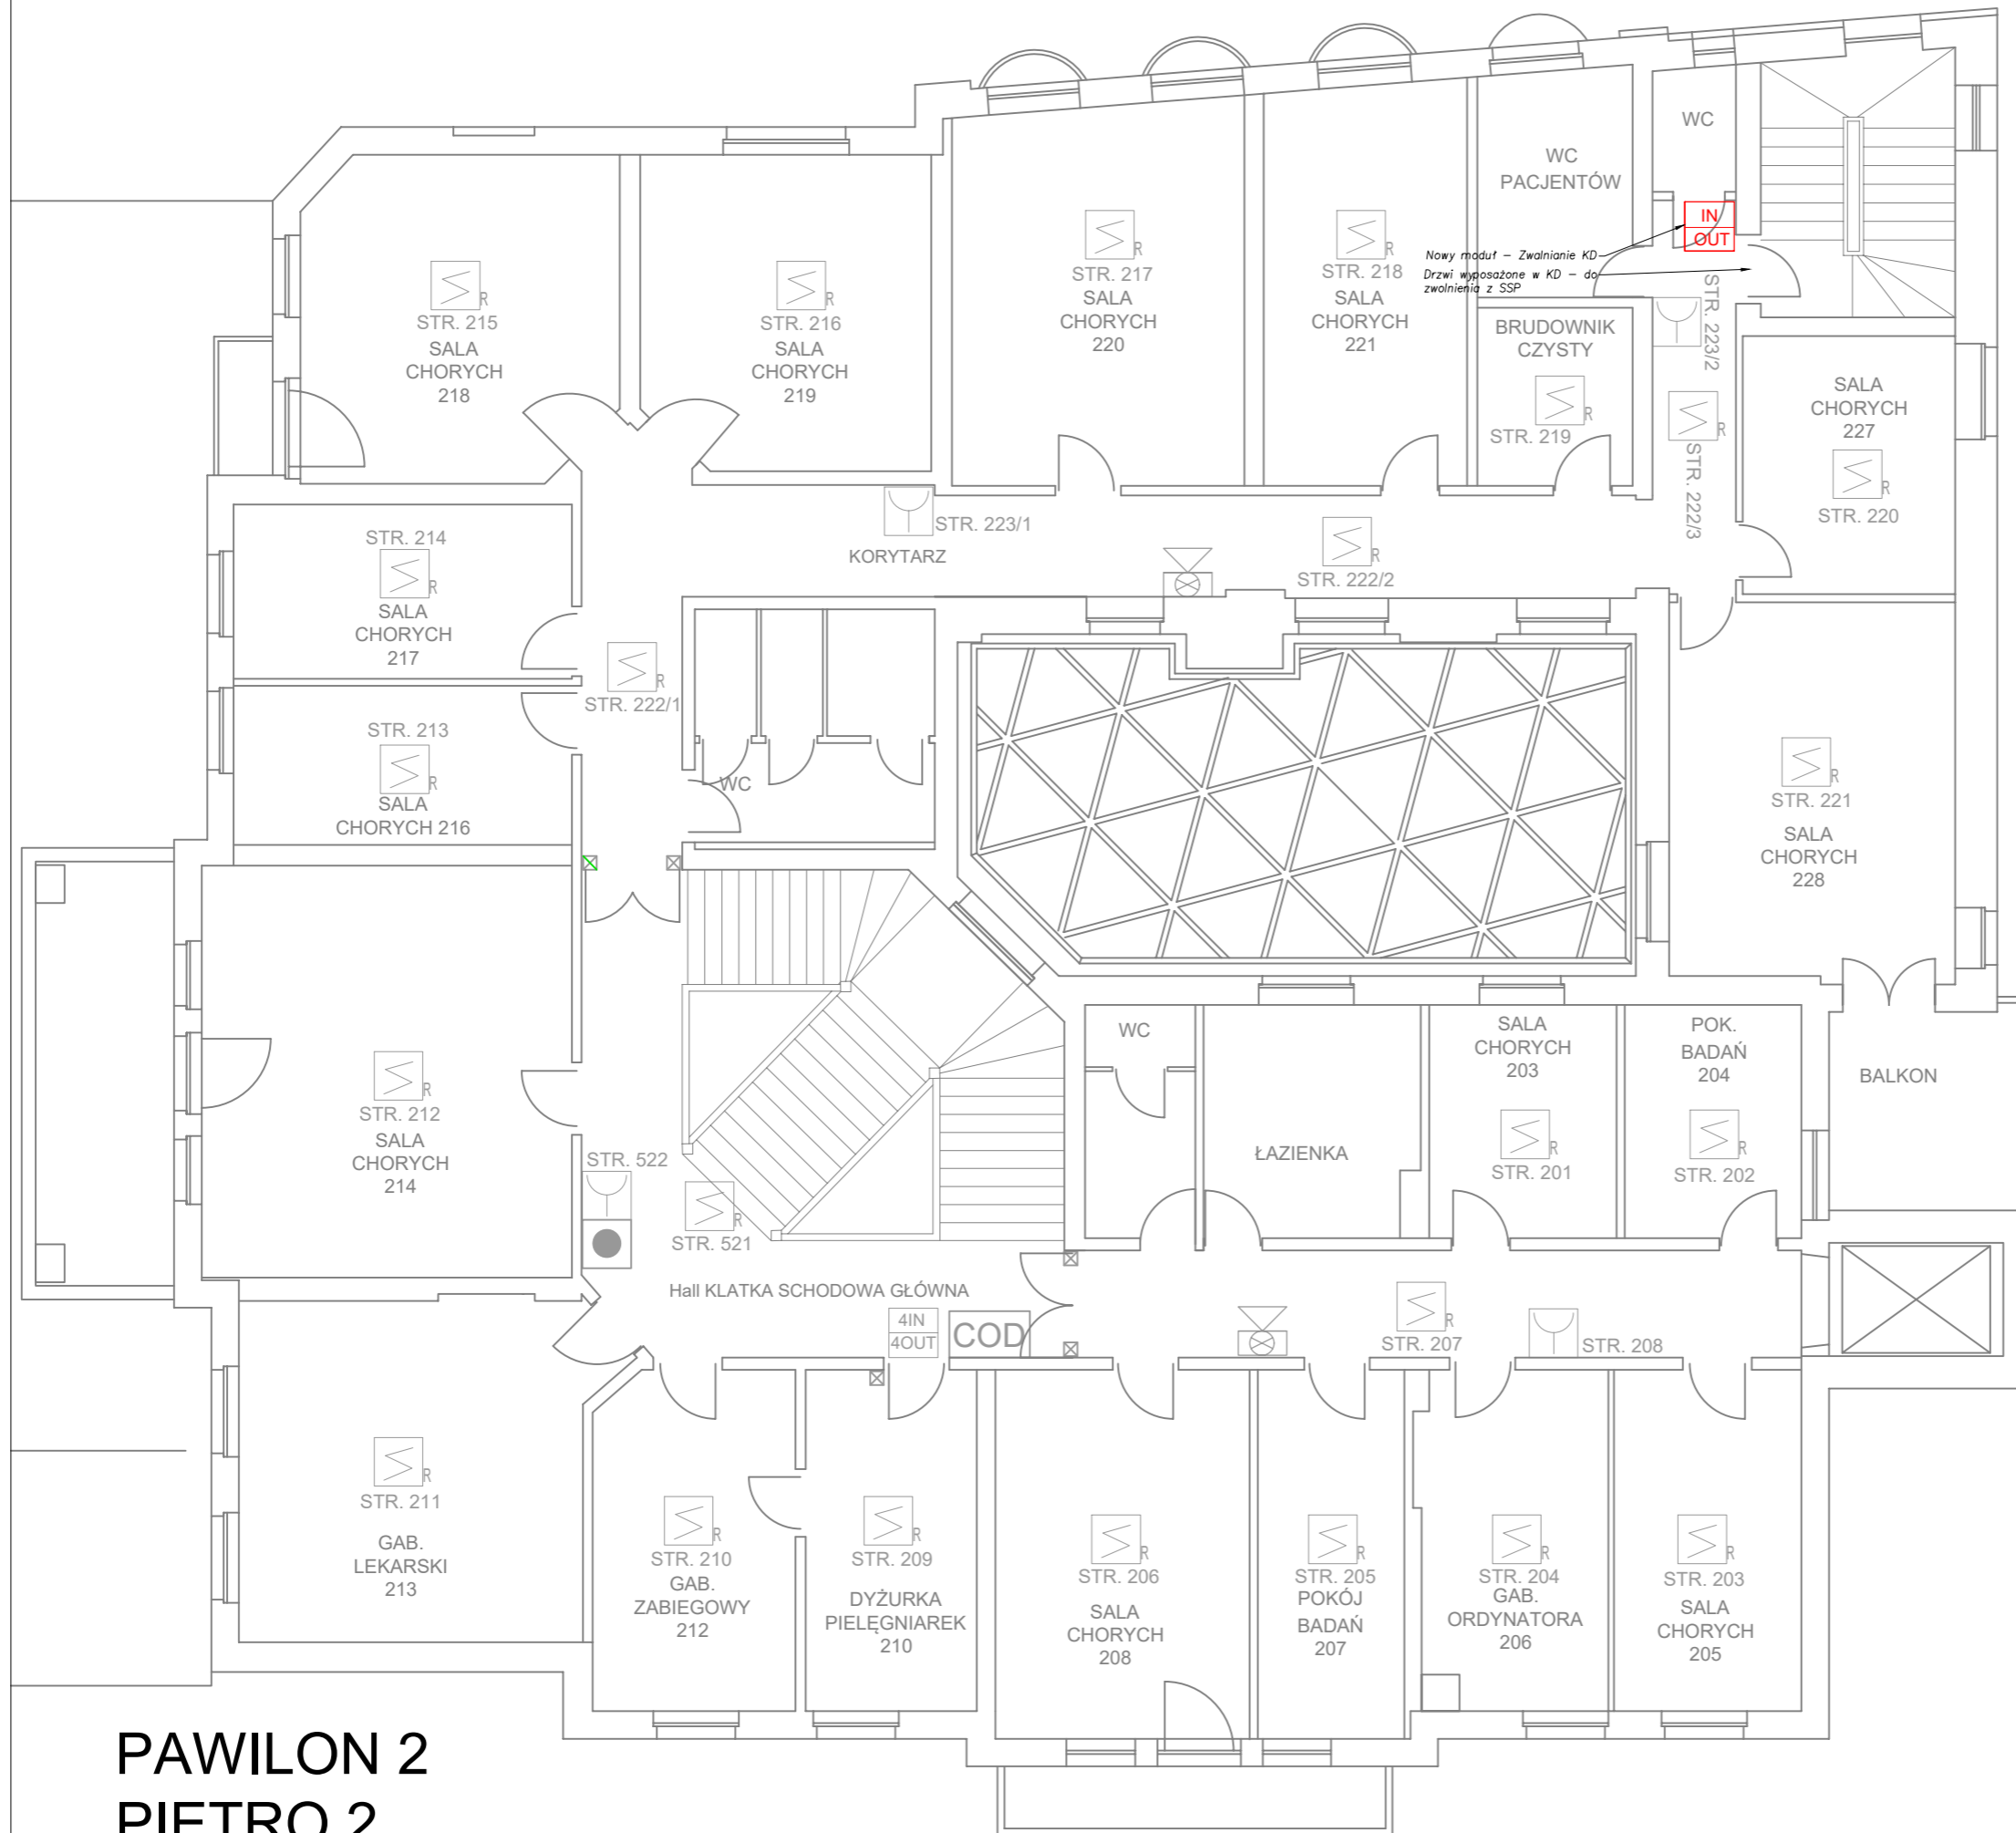 WC
WC
PACJENTÓW
IN
OUT
Nowy moduł – Zwalnianie KD
Drzwi wyposażone w KD – do
zwolnienia z SSP
R
STR. 215
SALA
CHORYCH
218
R
STR. 216
SALA
CHORYCH
219
R
STR. 217
SALA
CHORYCH
220
R
STR. 218
SALA
CHORYCH
221
STR. 223/2
BRUDOWNIK
CZYSTY
R
STR. 219
R
STR. 222/3
SALA
CHORYCH
227
R
STR. 220
STR. 223/1
KORYTARZ
R
STR. 222/2
STR. 214
R
SALA
CHORYCH
217
R
STR. 222/1
STR. 213
R
SALA
CHORYCH 216
WC
R
STR. 221
SALA
CHORYCH
228
R
STR. 212
SALA
CHORYCH
214
STR. 522
R
STR. 521
WC
ŁAZIENKA
SALA
CHORYCH
203
R
STR. 201
POK.
BADAŃ
204
R
STR. 202
BALKON
Hall KLATKA SCHODOWA GŁÓWNA
4IN
4OUT
COD
R
STR. 207
STR. 208
R
STR. 211
GAB.
LEKARSKI
213
R
STR. 210
GAB.
ZABIEGOWY
212
R
STR. 209
DYŻURKA
PIELĘGNIAREK
210
R
STR. 206
SALA
CHORYCH
208
R
STR. 205
POKÓJ
BADAŃ
207
R
STR. 204
GAB.
ORDYNATORA
206
R
STR. 203
SALA
CHORYCH
205
PAWILON 2
PIĘTRO 2